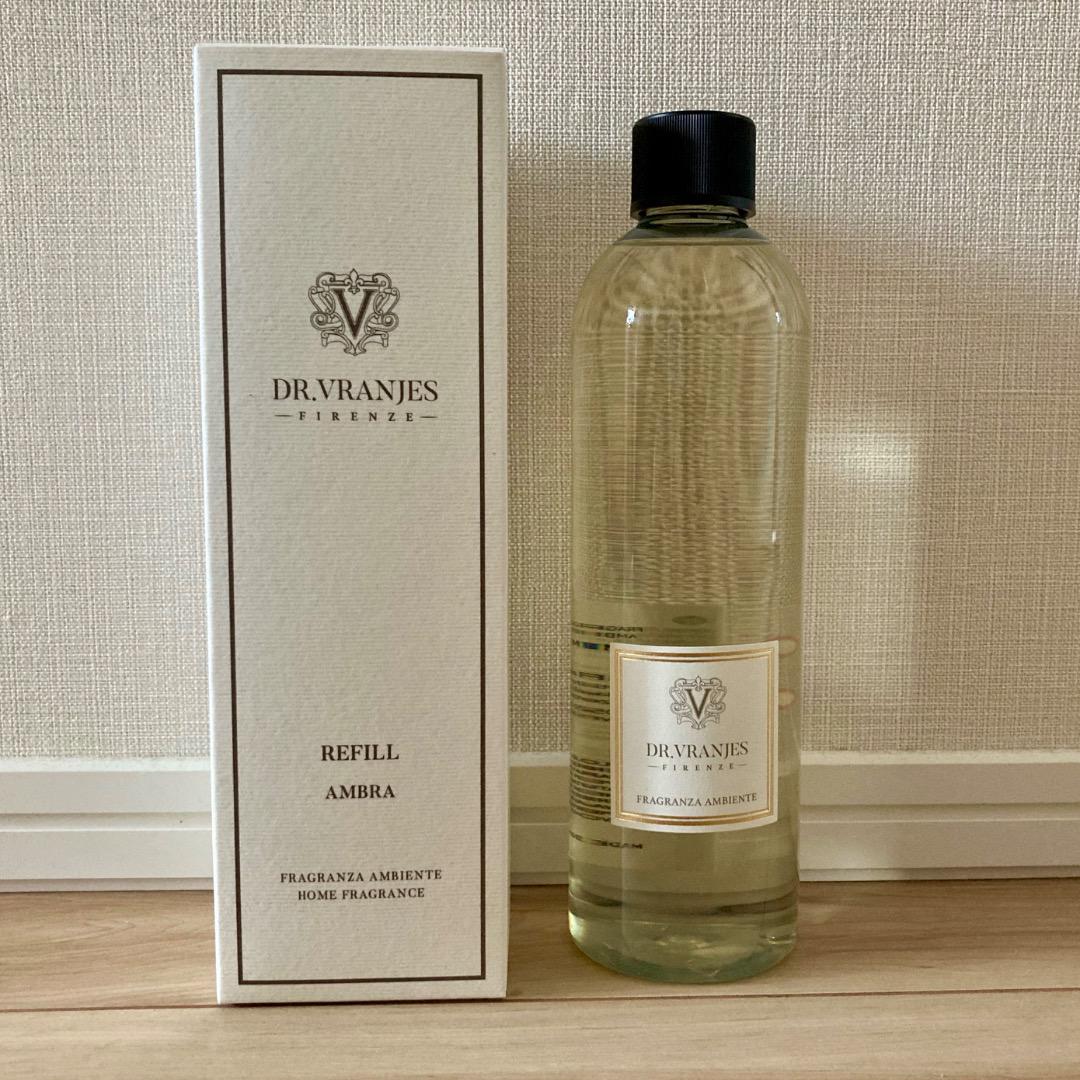 V
DR.VRANJES
FIRENZE
REFILL
AMBRA
FRAGRANZA AMBIENTE
HOME FRAGRANCE
V
DR.VRANJES
FIRENZE
FRAGRANZA AMBIENTE